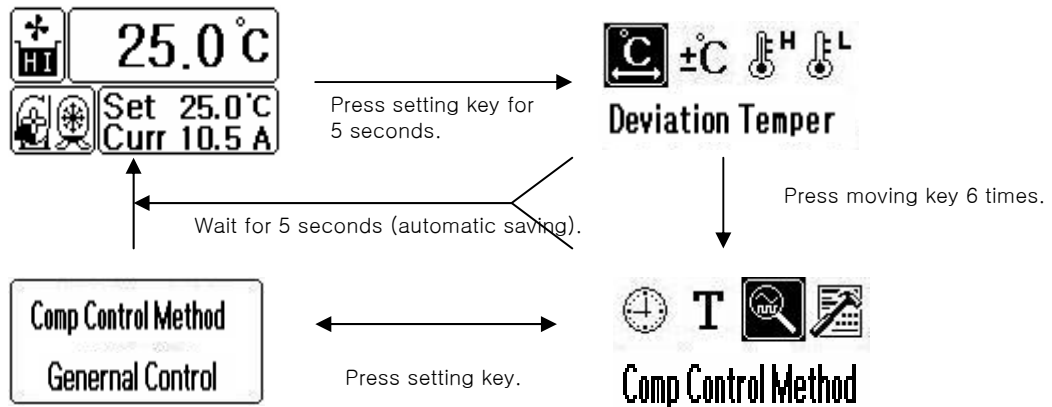 HI
25.0°C
Set 25.0°C
Curr 10.5 A
Press setting key for
5 seconds.
°C ±°C H L
Deviation Temper
Press moving key 6 times.
Wait for 5 seconds (automatic saving).
Comp Control Method
Genernal Control
Press setting key.
T
Comp Control Method